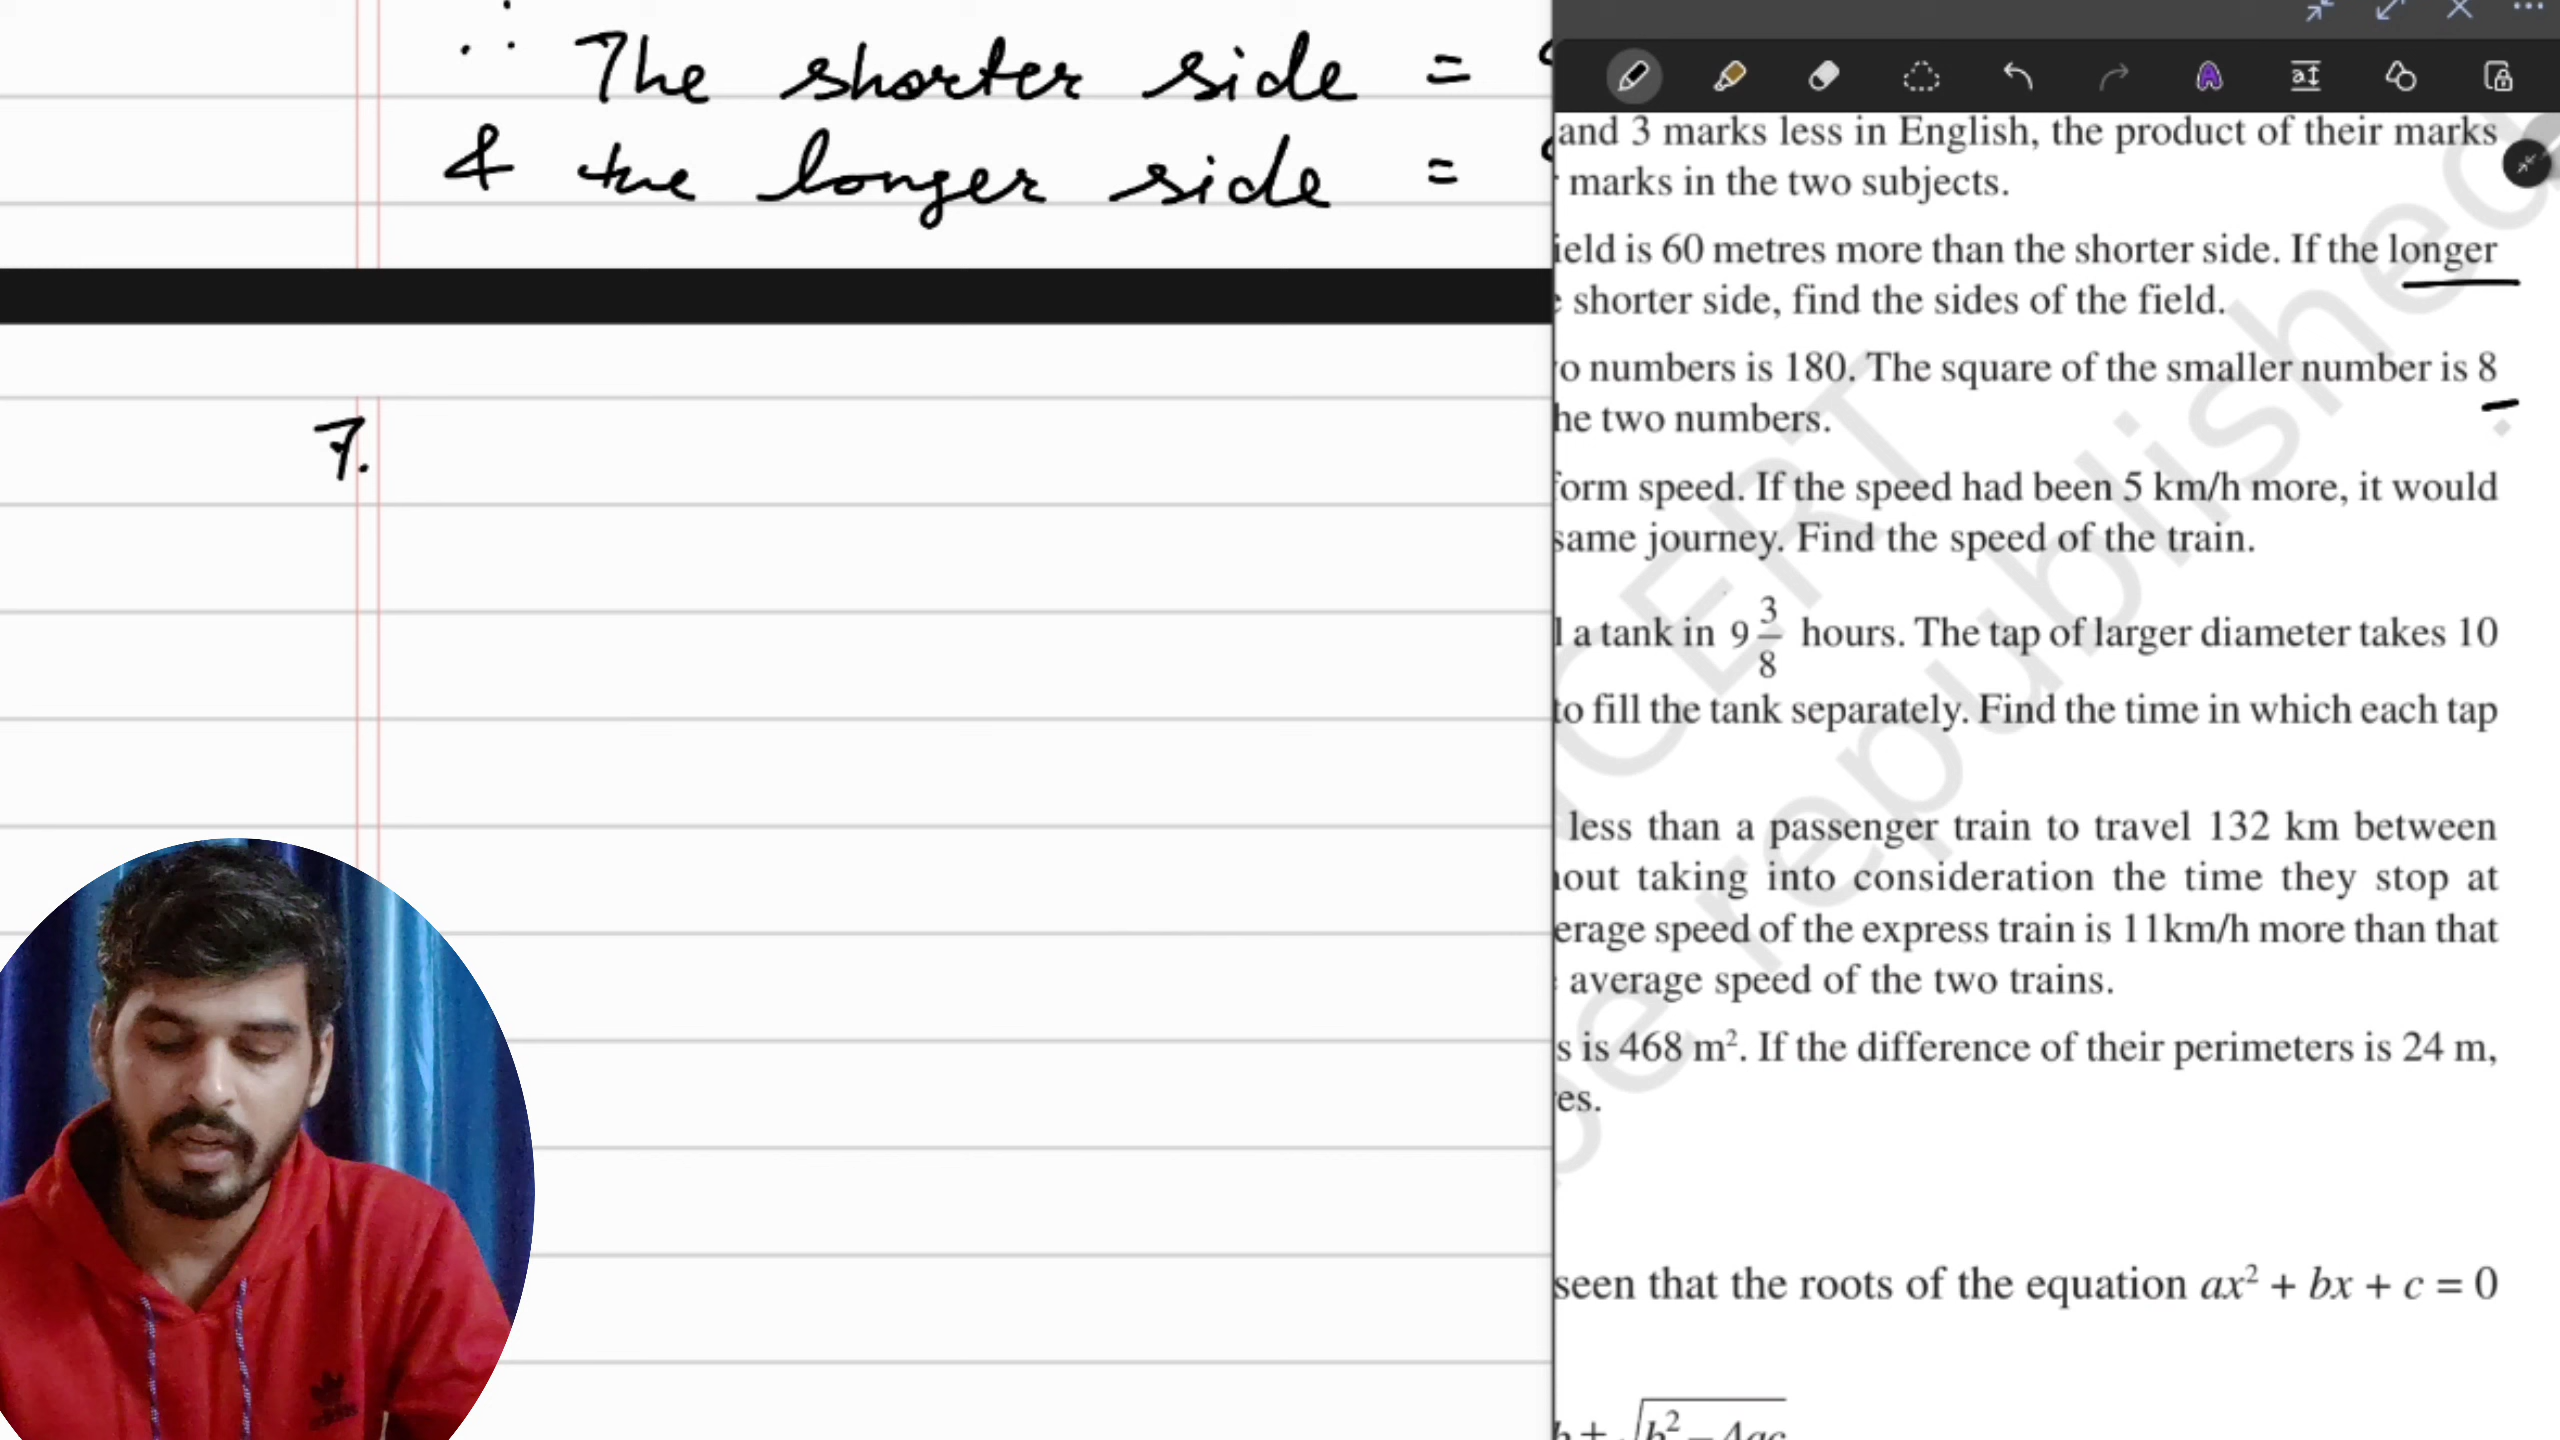 ∴ The shorter side =
& the longer side =
7.
and 3 marks less in English, the product of their marks
marks in the two subjects.
ield is 60 metres more than the shorter side. If the longer
shorter side, find the sides of the field.
o numbers is 180. The square of the smaller number is 8
he two numbers.
form speed. If the speed had been 5 km/h more, it would
same journey. Find the speed of the train.
l a tank in 9 3/8 hours. The tap of larger diameter takes 10
to fill the tank separately. Find the time in which each tap
less than a passenger train to travel 132 km between
out taking into consideration the time they stop at
erage speed of the express train is 11km/h more than that
average speed of the two trains.
s is 468 m². If the difference of their perimeters is 24 m,
es.
seen that the roots of the equation ax² + bx + c = 0
b ± √b² – 4ac
CERT
be republished